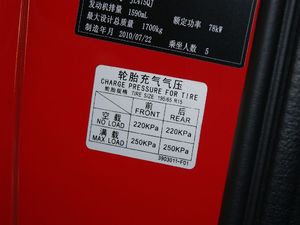 发动机排量 1590mL 额定功率 78kW
最大设计总质量 1700kg
制造年月 2010/07/22 乘坐人数 5
轮胎充气气压
CHARGE PRESSURE FOR TIRE
轮胎规格 TIRE SIZE 195/65 R15
前 后
FRONT REAR
空载 220KPa 220KPa
NO LOAD
满载 250KPa 250KPa
MAX LOAD
3903011-F01